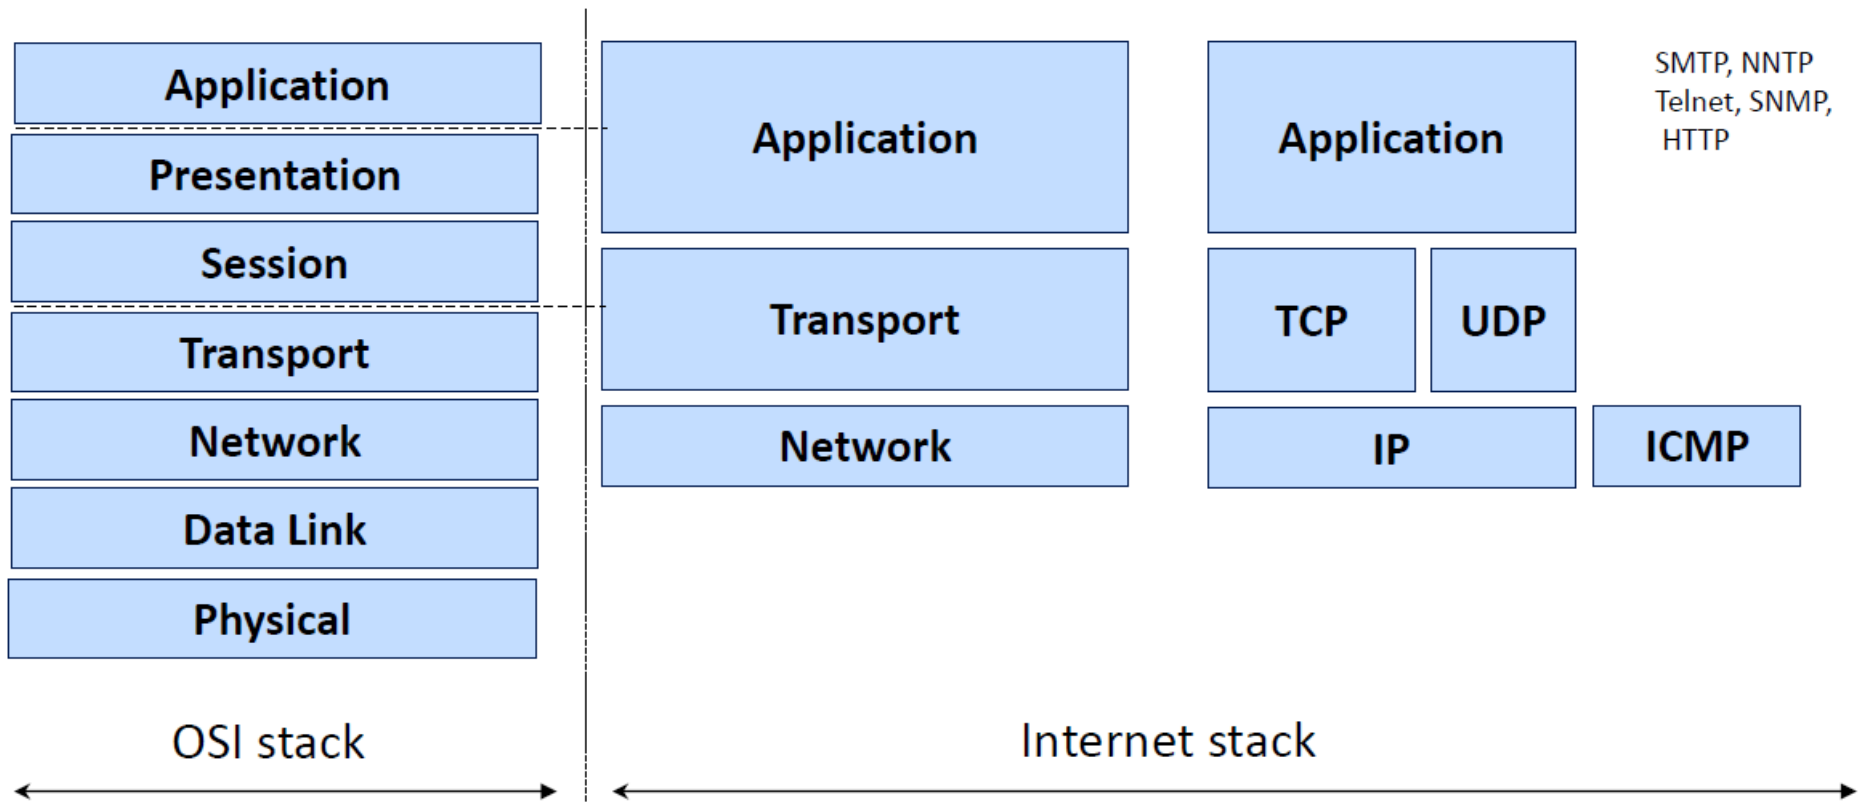 Application
Presentation
Session
Transport
Network
Data Link
Physical
OSI stack
Application
Transport
Network
Application
TCP
UDP
IP
ICMP
SMTP, NNTP
Telnet, SNMP,
HTTP
Internet stack